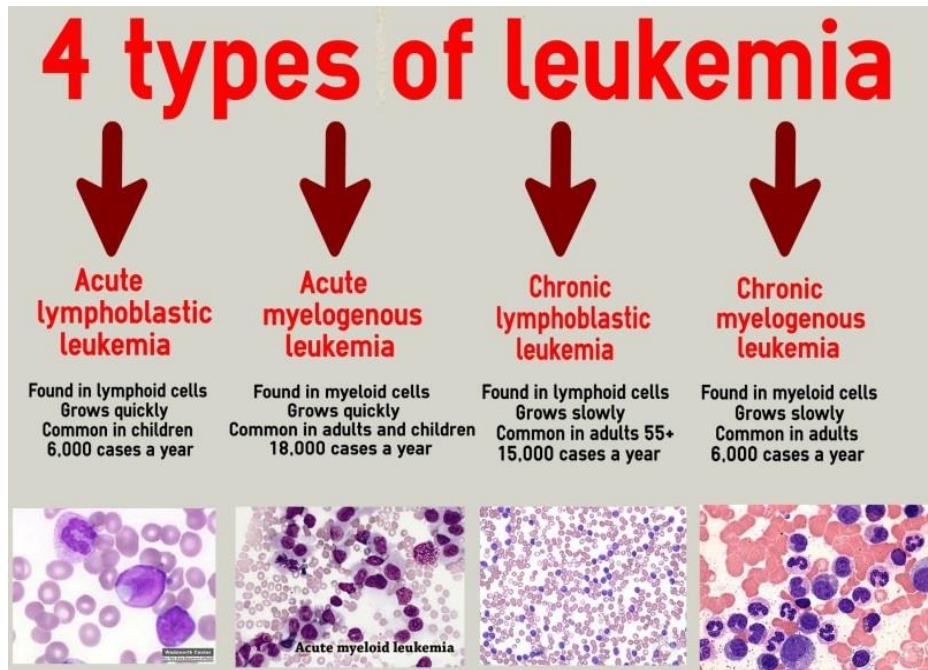 4 types of leukemia
Acute
lymphoblastic
leukemia
Found in lymphoid cells
Grows quickly
Common in children
6,000 cases a year
Acute
myelogenous
leukemia
Found in myeloid cells
Grows quickly
Common in adults and children
18,000 cases a year
Chronic
lymphoblastic
leukemia
Found in lymphoid cells
Grows slowly
Common in adults 55+
15,000 cases a year
Chronic
myelogenous
leukemia
Found in myeloid cells
Grows slowly
Common in adults
6,000 cases a year
Wadsworth Center
Acute myeloid leukemia